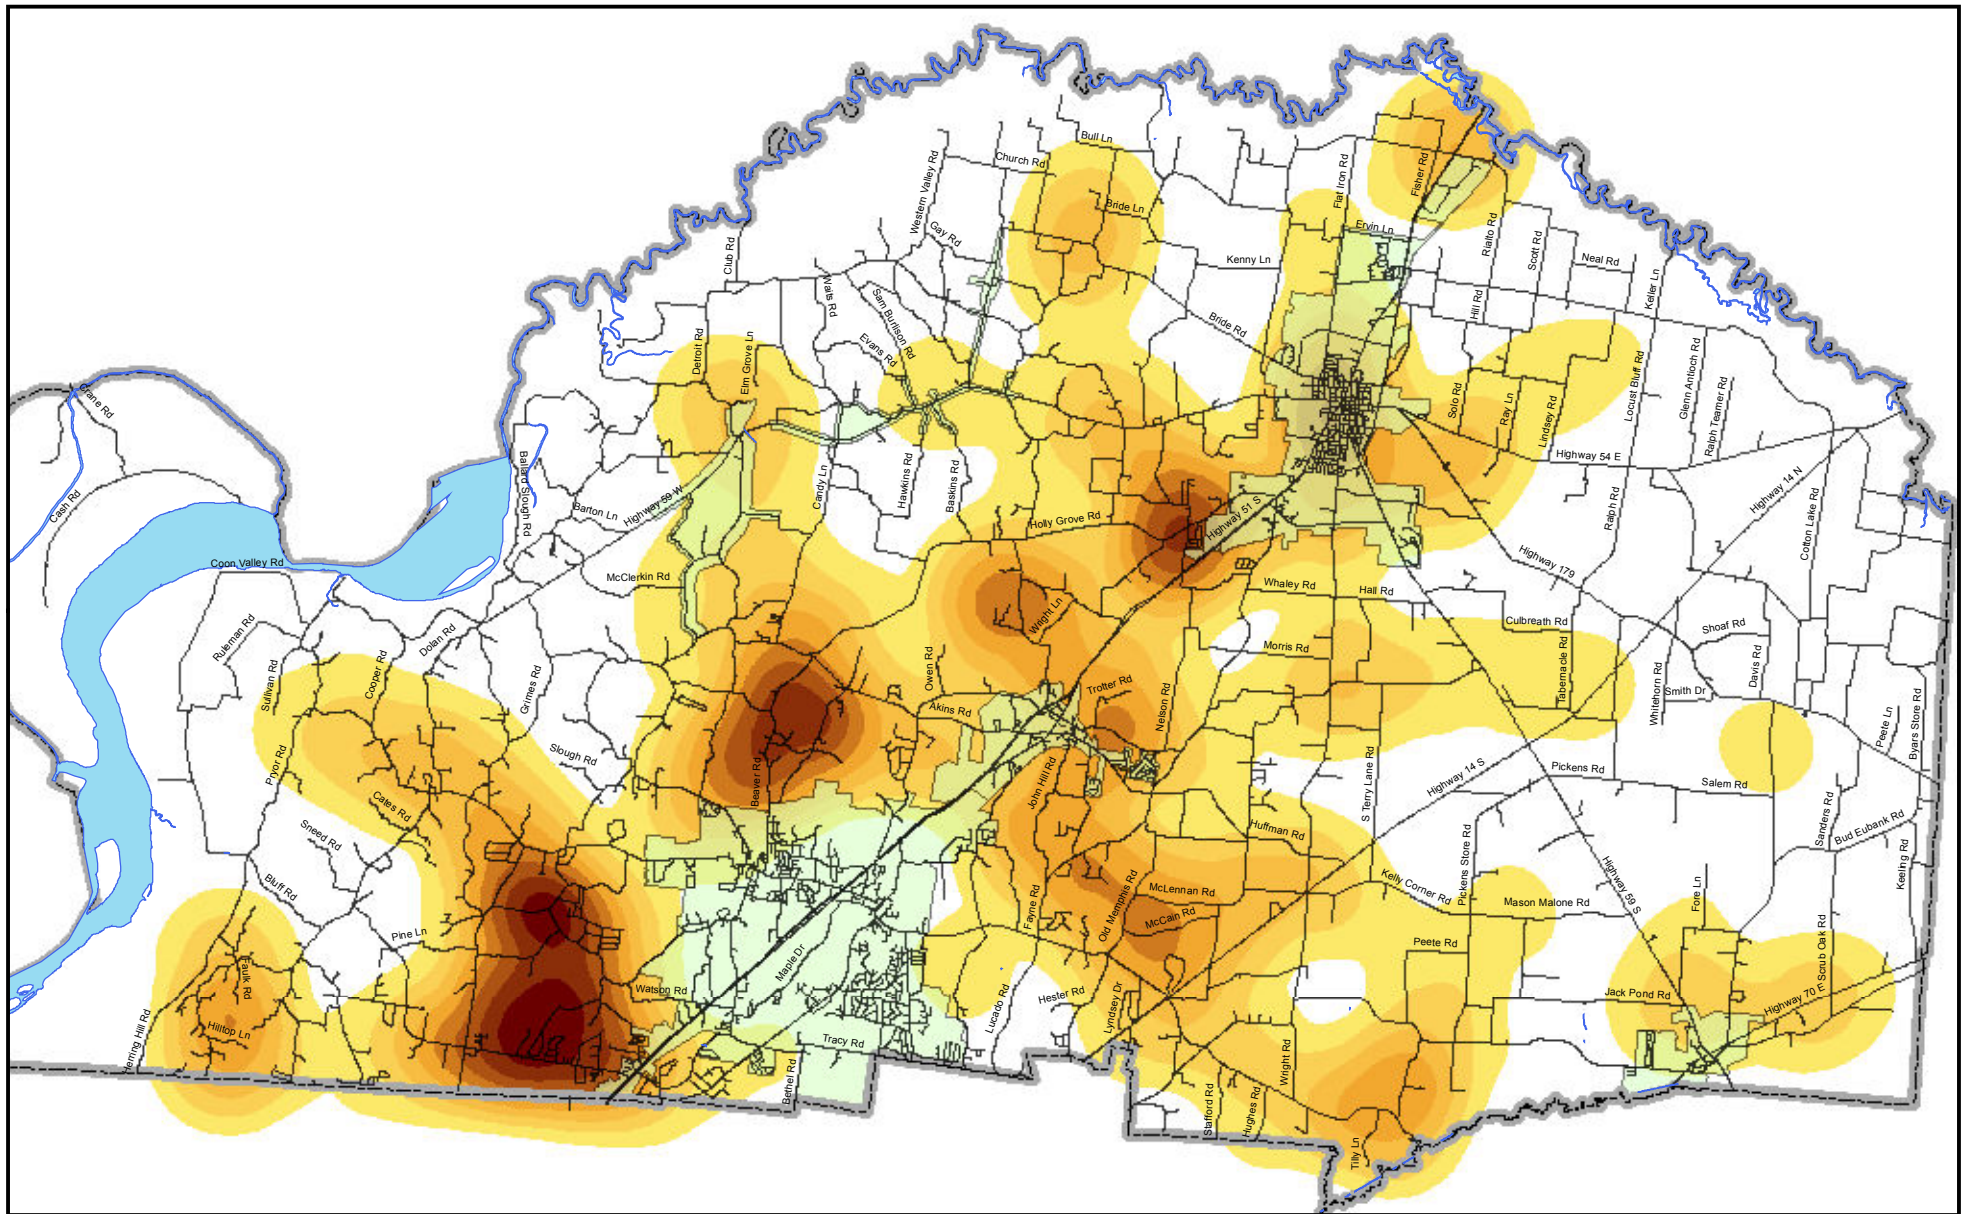 Bull Ln
Church Rd
Western Valley Rd
Flat Iron Rd
Fisher Rd
Bride Ln
Gay Rd
Ervin Ln
Rialto Rd
Scott Rd
Club Rd
Kenny Ln
Neal Rd
Keller Ln
Waits Rd
Sam Burlison Rd
Hill Rd
Bride Rd
Detroit Rd
Elm Grove Ln
Evans Rd
Solo Rd
Ray Ln
Lindsey Rd
Locust Bluff Rd
Glenn Antioch Rd
Ralph Teamer Rd
Crane Rd
Highway 54 E
Cash Rd
Ballard Slough Rd
Candy Ln
Hawkins Rd
Baskins Rd
Highway 59 W
Barton Ln
Highway 14 N
Ralph Rd
Cotton Lake Rd
Holly Grove Rd
Highway 51 S
Coon Valley Rd
McClerkin Rd
Highway 179
Whaley Rd
Hall Rd
Wright Ln
Ruleman Rd
Dolan Rd
Culbreath Rd
Shoaf Rd
Morris Rd
Sullivan Rd
Cooper Rd
Grimes Rd
Owen Rd
Trotter Rd
Nelson Rd
Akins Rd
Tabernacle Rd
Whitehorn Rd
Smith Dr
Davis Rd
Peete Ln
Byars Store Rd
Pryor Rd
Slough Rd
Beaver Rd
John Hill Rd
S Terry Lane Rd
Highway 14 S
Pickens Rd
Salem Rd
Cates Rd
Sneed Rd
Huffman Rd
Pickens Store Rd
Sanders Rd
Bud Eubank Rd
Keeling Rd
Bluff Rd
Fayne Rd
Old Memphis Rd
McLennan Rd
McCain Rd
Kelly Corner Rd
Mason Malone Rd
Highway 59 S
Fore Ln
Pine Ln
Maple Dr
Peete Rd
Scrub Oak Rd
Faulk Rd
Watson Rd
Lucado Rd
Hester Rd
Lyndsey Dr
Jack Pond Rd
Highway 70 E
Herring Hill Rd
Hilltop Ln
Tracy Rd
Bethel Rd
Wright Rd
Stafford Rd
Hughes Rd
Tilly Ln